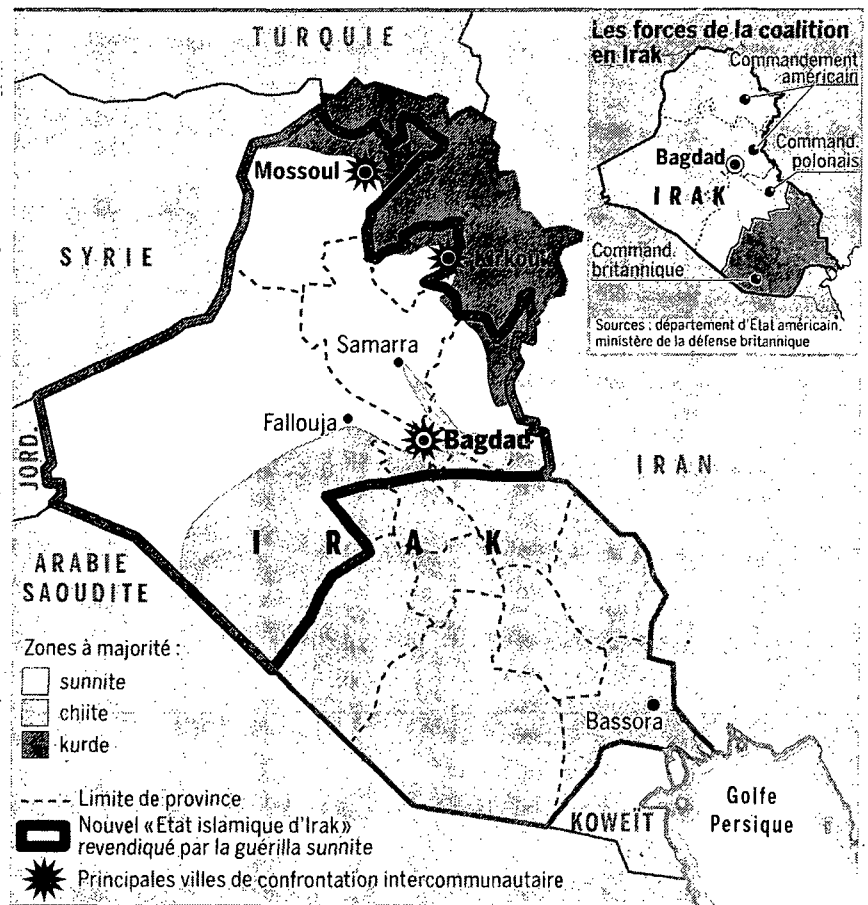 TURQUIE
Les forces de la coalition
en Irak
Commandement
américain
Command.
polonais
Bagdad
IRAK
Command.
britannique
Sources : département d'Etat américain,
ministère de la défense britannique
Mossoul
SYRIE
Kirkouk
Samarra
Fallouja
Bagdad
IRAN
JORD.
IRAK
ARABIE
SAOUDITE
Bassora
KOWEÏT
Golfe
Persique
Zones à majorité :
sunnite
chiite
kurde
Limite de province
Nouvel «Etat islamique d'Irak»
revendiqué par la guérilla sunnite
Principales villes de confrontation intercommunautaire